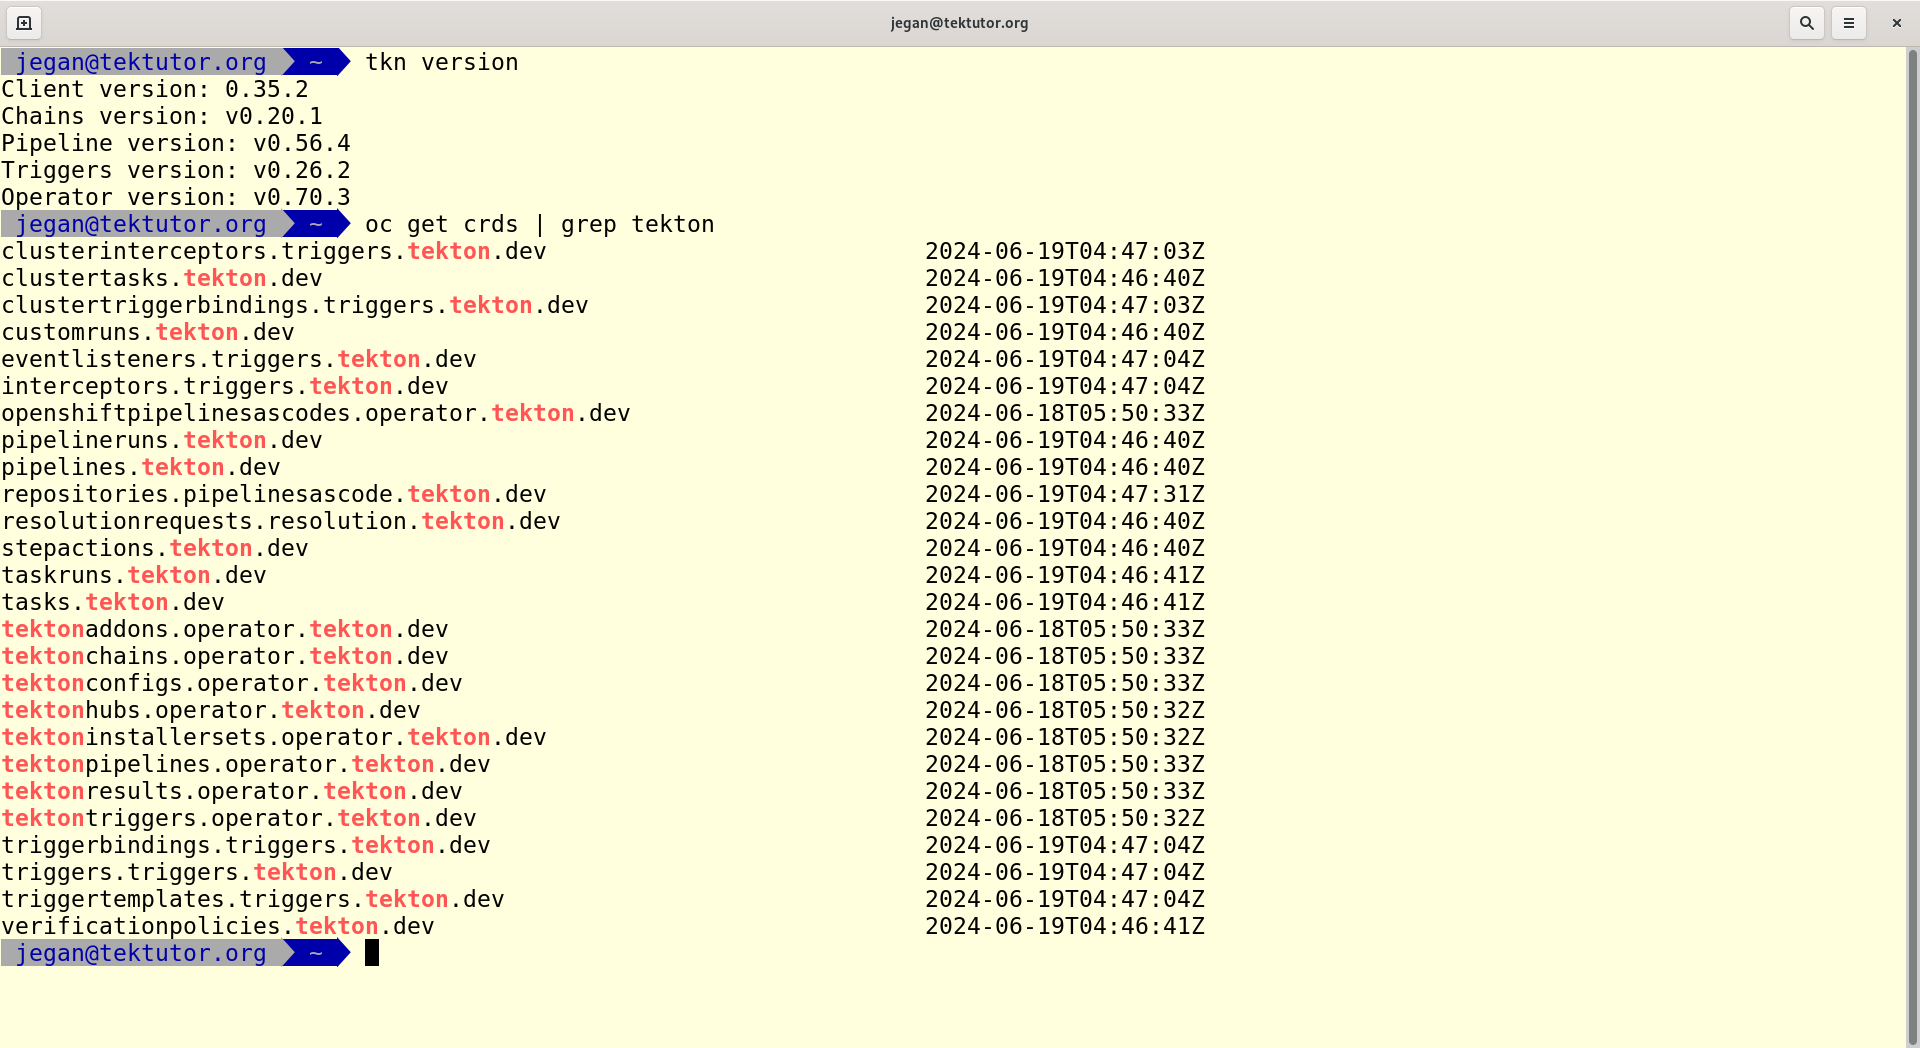 jegan@tektutor.org
jegan@tektutor.org ~ tkn version
Client version: 0.35.2
Chains version: v0.20.1
Pipeline version: v0.56.4
Triggers version: v0.26.2
Operator version: v0.70.3
jegan@tektutor.org ~ oc get crds | grep tekton
clusterinterceptors.triggers.tekton.dev 2024-06-19T04:47:03Z
clustertasks.tekton.dev 2024-06-19T04:46:40Z
clustertriggerbindings.triggers.tekton.dev 2024-06-19T04:47:03Z
customruns.tekton.dev 2024-06-19T04:46:40Z
eventlisteners.triggers.tekton.dev 2024-06-19T04:47:04Z
interceptors.triggers.tekton.dev 2024-06-19T04:47:04Z
openshiftpipelinesascodes.operator.tekton.dev 2024-06-18T05:50:33Z
pipelineruns.tekton.dev 2024-06-19T04:46:40Z
pipelines.tekton.dev 2024-06-19T04:46:40Z
repositories.pipelinesascode.tekton.dev 2024-06-19T04:47:31Z
resolutionrequests.resolution.tekton.dev 2024-06-19T04:46:40Z
stepactions.tekton.dev 2024-06-19T04:46:40Z
taskruns.tekton.dev 2024-06-19T04:46:41Z
tasks.tekton.dev 2024-06-19T04:46:41Z
tektonaddons.operator.tekton.dev 2024-06-18T05:50:33Z
tektonchains.operator.tekton.dev 2024-06-18T05:50:33Z
tektonconfigs.operator.tekton.dev 2024-06-18T05:50:33Z
tektonhubs.operator.tekton.dev 2024-06-18T05:50:32Z
tektoninstallersets.operator.tekton.dev 2024-06-18T05:50:32Z
tektonpipelines.operator.tekton.dev 2024-06-18T05:50:33Z
tektonresults.operator.tekton.dev 2024-06-18T05:50:33Z
tektontriggers.operator.tekton.dev 2024-06-18T05:50:32Z
triggerbindings.triggers.tekton.dev 2024-06-19T04:47:04Z
triggers.triggers.tekton.dev 2024-06-19T04:47:04Z
triggertemplates.triggers.tekton.dev 2024-06-19T04:47:04Z
verificationpolicies.tekton.dev 2024-06-19T04:46:41Z
jegan@tektutor.org ~